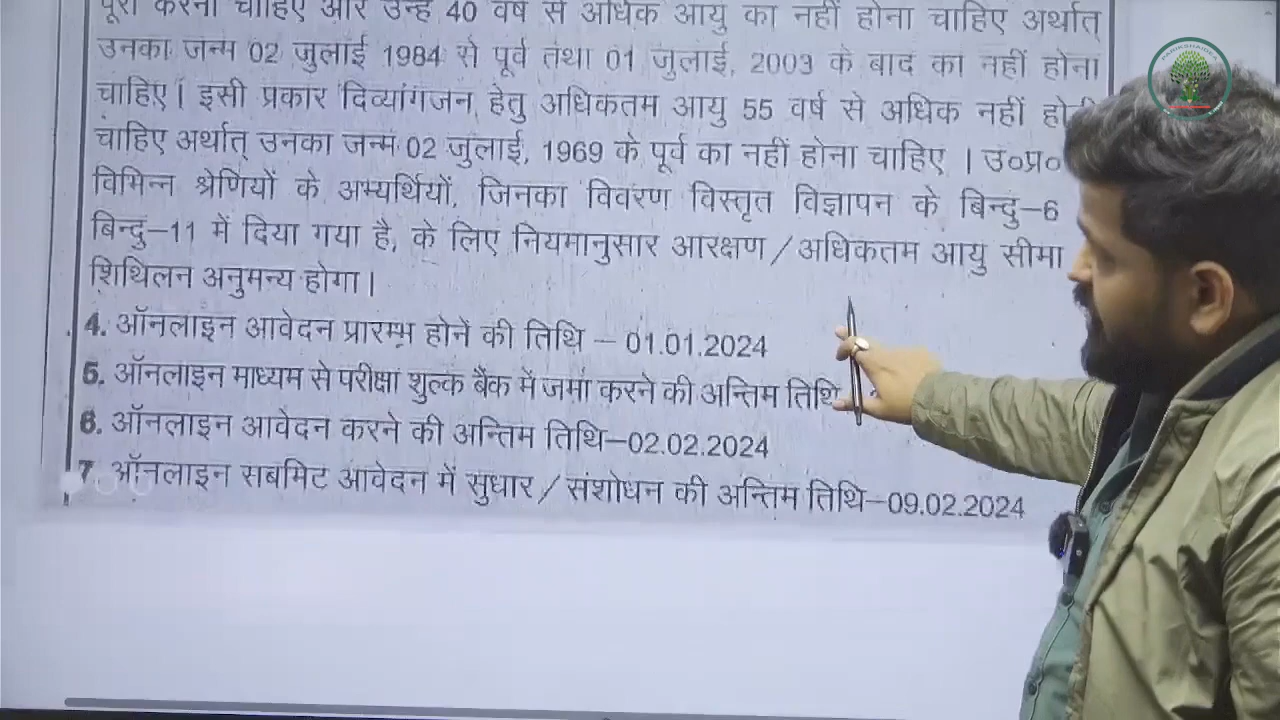 पूरी करनी चाहिए और उन्हें 40 वर्ष से अधिक आयु का नहीं होना चाहिए अर्थात्
उनका जन्म 02 जुलाई 1984 से पूर्व तथा 01 जुलाई, 2003 के बाद का नहीं होना
चाहिए। इसी प्रकार दिव्यांगजन हेतु अधिकतम आयु 55 वर्ष से अधिक नहीं
चाहिए अर्थात् उनका जन्म 02 जुलाई, 1969 के पूर्व का नहीं होना चाहिए । उ०प्र०
विभिन्न श्रेणियों के अभ्यर्थियों, जिनका विवरण विस्तृत विज्ञापन के बिन्दु–6
बिन्दु–11 में दिया गया है, के लिए नियमानुसार आरक्षण / अधिकतम आयु सीमा
शिथिलन अनुमन्य होगा।
4. ऑनलाइन आवेदन प्रारम्भ होने की तिथि – 01.01.2024
5. ऑनलाइन माध्यम से परीक्षा शुल्क बैंक में जमा करने की अन्तिम तिथि
6. ऑनलाइन आवेदन करने की अन्तिम तिथि–02.02.2024
7. ऑनलाइन सबमिट आवेदन में सुधार / संशोधन की अन्तिम तिथि–09.02.2024